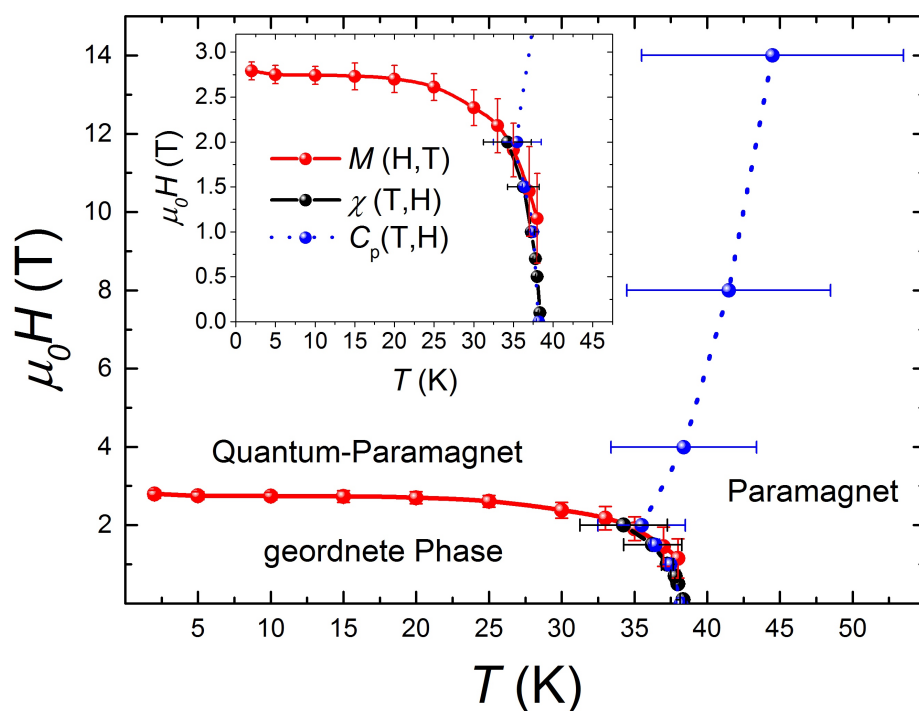 μ₀H (T)
14
12
10
8
6
4
2
3.0
2.5
2.0
1.5
1.0
0.5
0.0
μ₀H (T)
M (H,T)
χ (T,H)
Cp(T,H)
0 5 10 15 20 25 30 35 40 45
T (K)
Quantum-Paramagnet
Paramagnet
geordnete Phase
5 10 15 20 25 30 35 40 45 50
T (K)